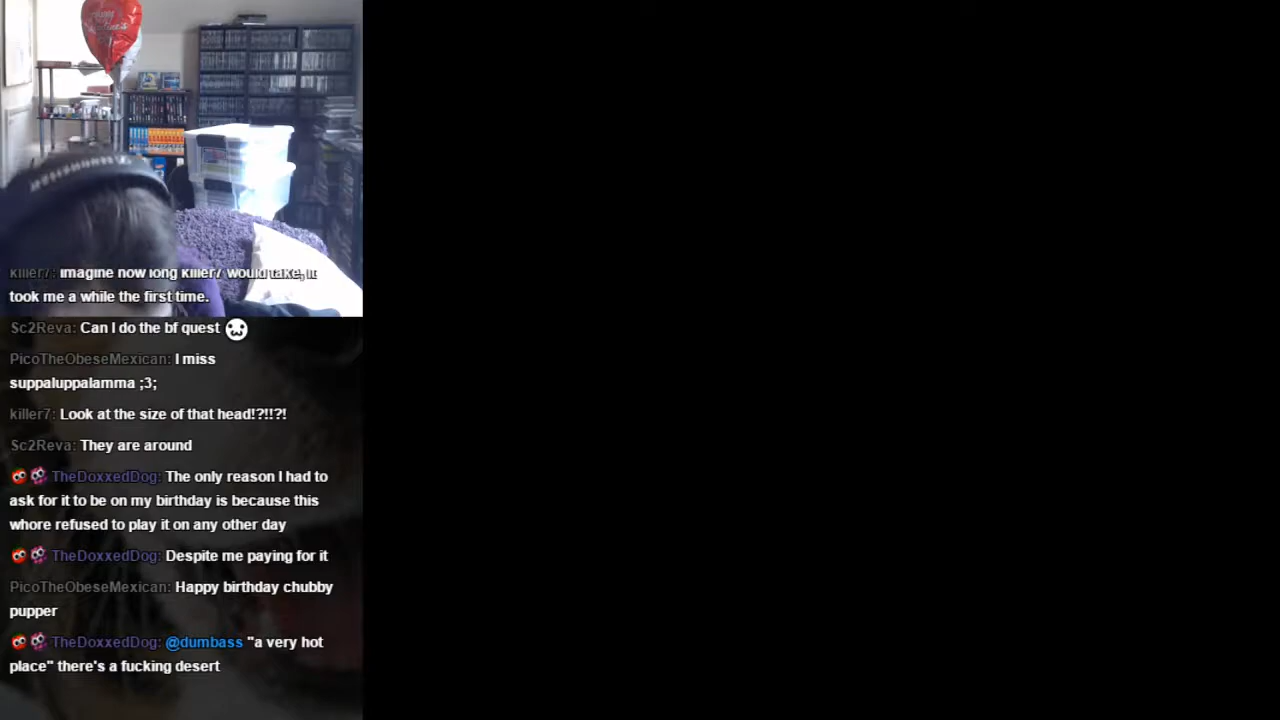 killer7: Imagine how long killer7 would take, it
took me a while the first time.
Sc2Reva: Can I do the bf quest
PicoTheObeseMexican: I miss
suppaluppalamma ;3;
killer7: Look at the size of that head!?!!?!
Sc2Reva: They are around
TheDoxxedDog: The only reason I had to
ask for it to be on my birthday is because this
whore refused to play it on any other day
TheDoxxedDog: Despite me paying for it
PicoTheObeseMexican: Happy birthday chubby
pupper
TheDoxxedDog: @dumbass "a very hot
place" there's a fucking desert